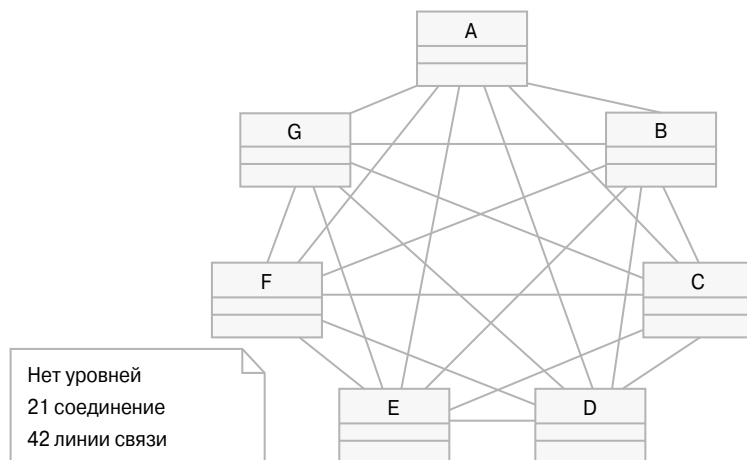 A
G
B
F
C
Нет уровней
21 соединение
42 линии связи
E
D